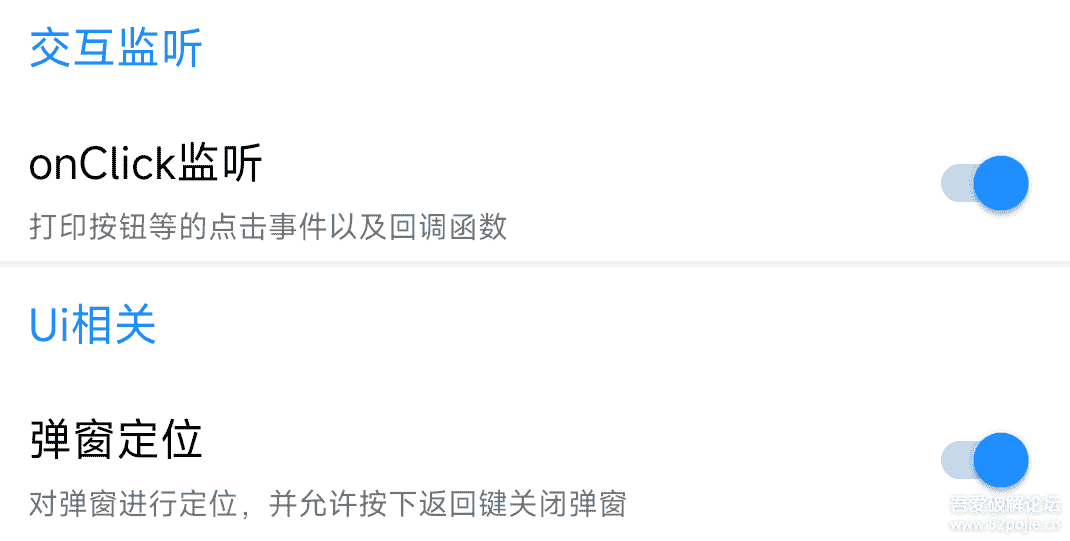 交互监听
onClick监听
打印按钮等的点击事件以及回调函数
Ui相关
弹窗定位
对弹窗进行定位，并允许按下返回键关闭弹窗
吾爱破解论坛
www.52pojie.cn